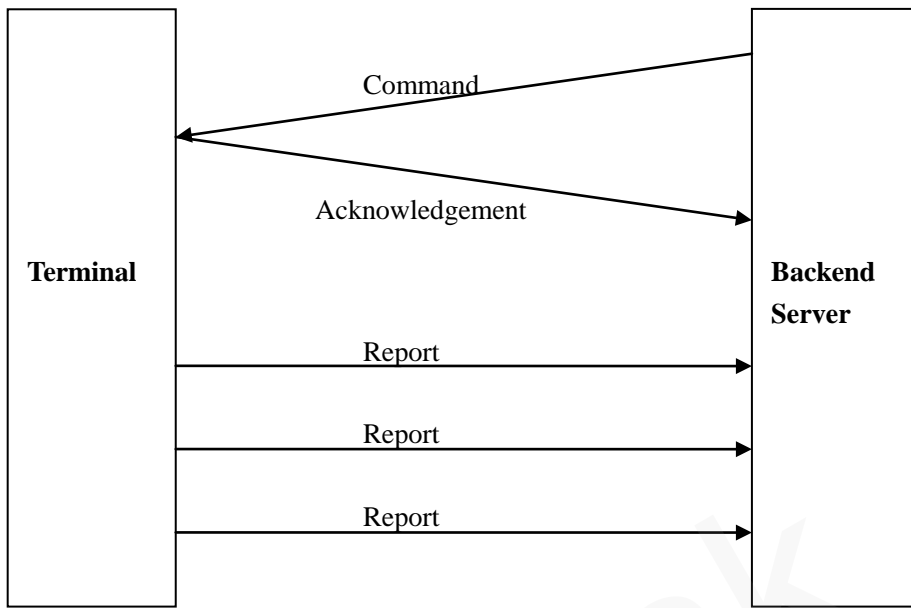 Command
Acknowledgement
Terminal
Backend
Server
Report
Report
Report